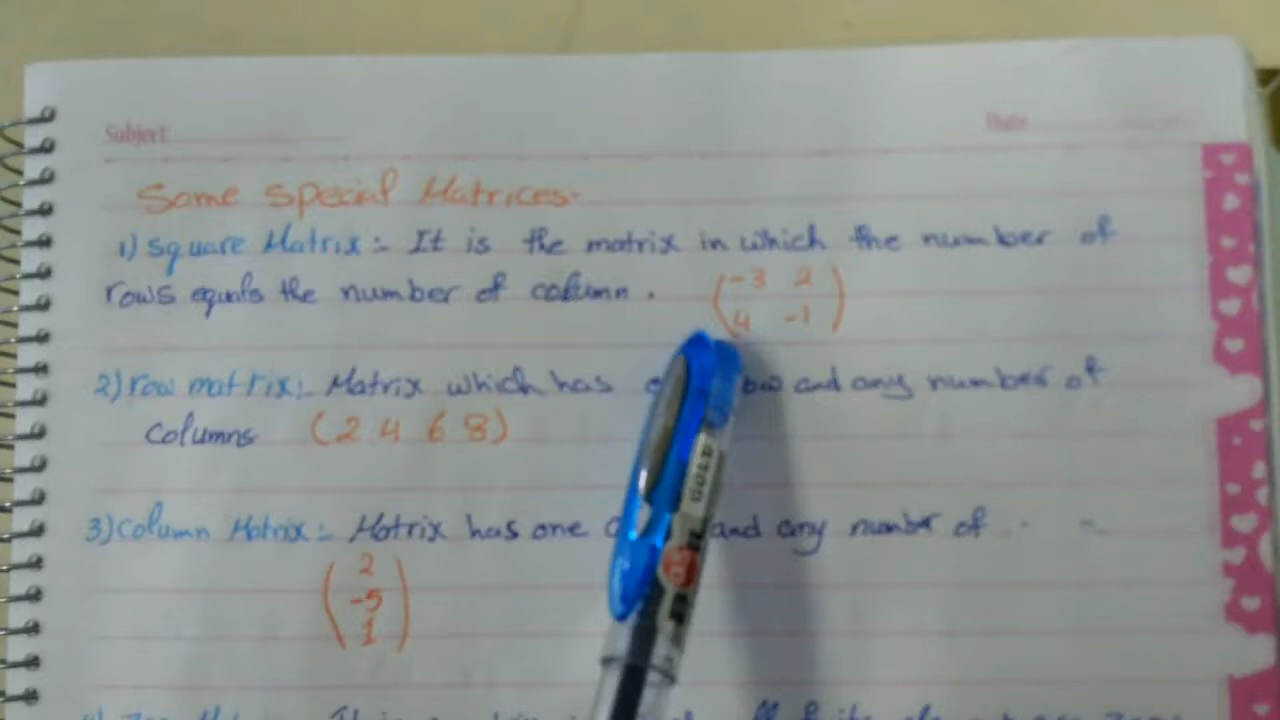 Subject
Date
Some special Matrices.
1) square Matrix:- It is the matrix in which the number of
rows equals the number of column.
-3 2
4 -1
2) row matrix:- Matrix which has and any number of
columns (2 4 6 8)
3) Column Matrix:- Matrix has one and any number of
2
-5
1
GOLD